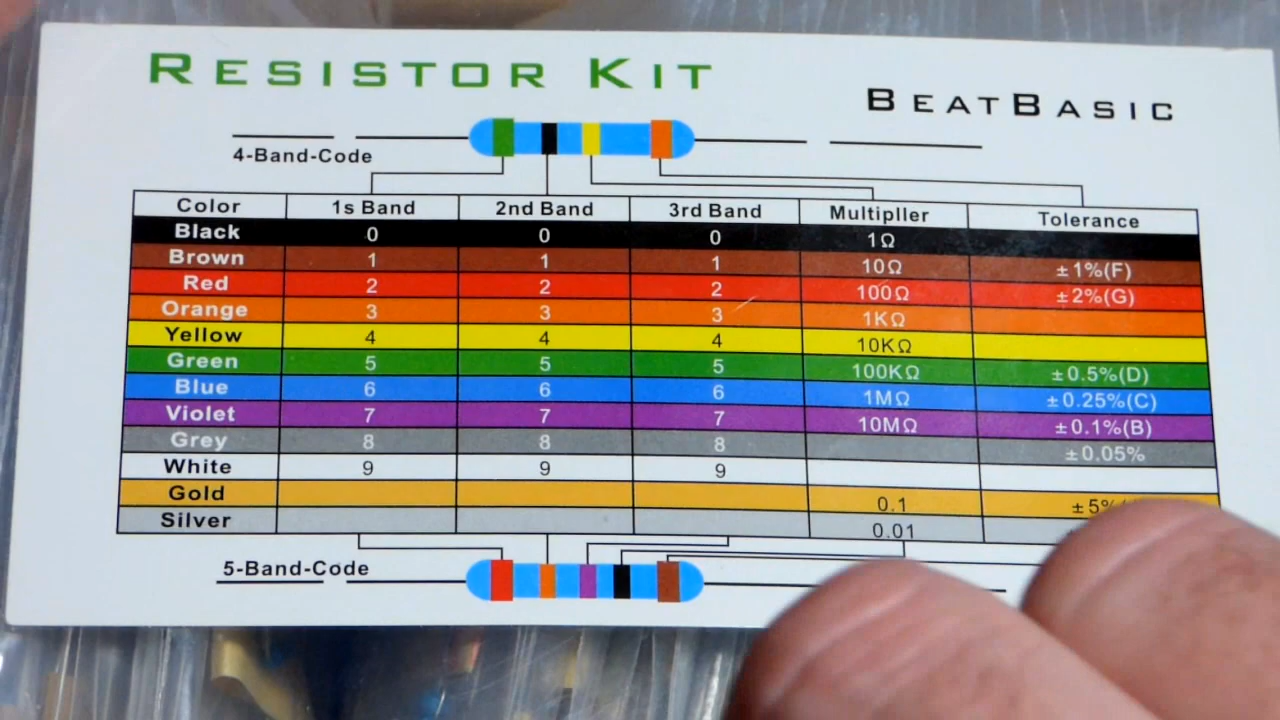 RESISTOR KIT
BEATBASIC
4-Band-Code
Color 1s Band 2nd Band 3rd Band Multipller Tolerance
Black 0 0 0 1Ω
Brown 1 1 1 10Ω ±1%(F)
Red 2 2 2 100Ω ±2%(G)
Orange 3 3 3 1KΩ
Yellow 4 4 4 10KΩ
Green 5 5 5 100KΩ ±0.5%(D)
Blue 6 6 6 1MΩ ±0.25%(C)
Violet 7 7 7 10MΩ ±0.1%(B)
Grey 8 8 8 ±0.05%
White 9 9 9
Gold 0.1 ±5%
Silver 0.01
5-Band-Code